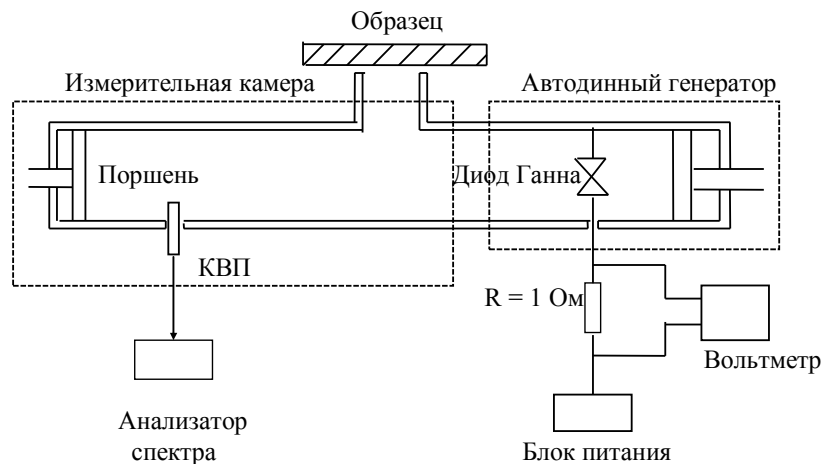 Образец
Измерительная камера
Автодинный генератор
Поршень
Диод Ганна
КВП
R = 1 Ом
Вольтметр
Анализатор
спектра
Блок питания